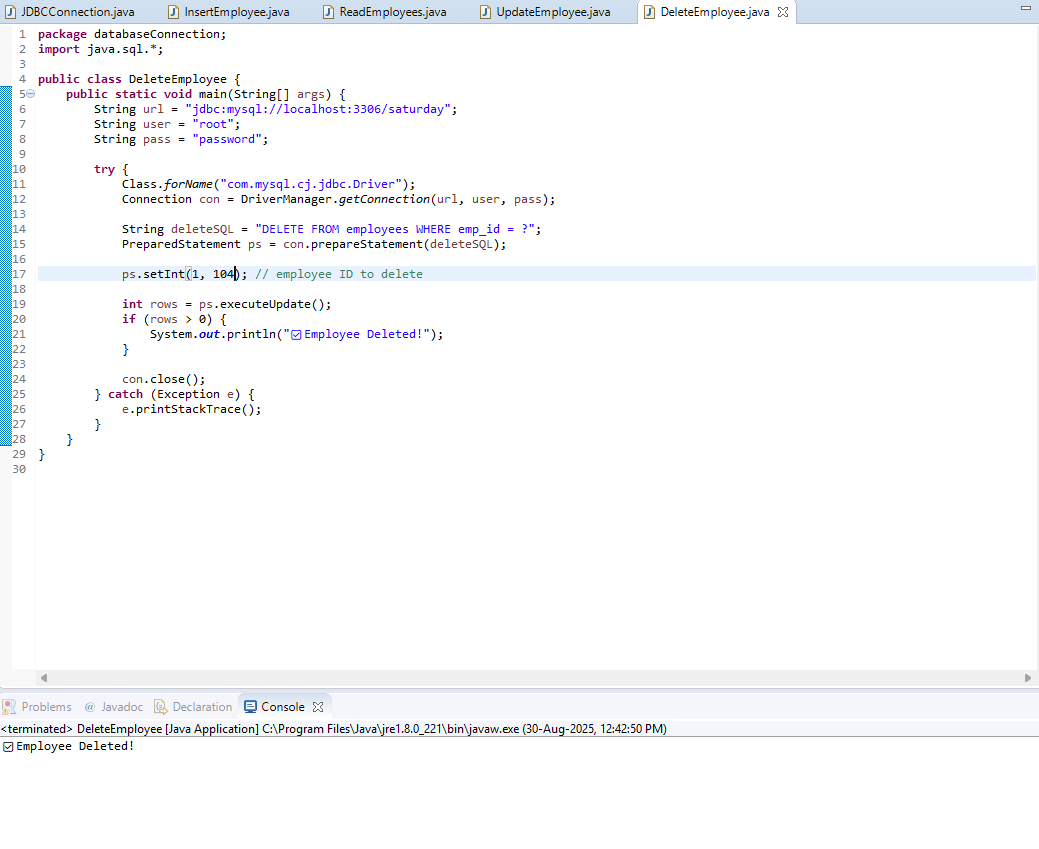 JDBCConnection.java InsertEmployee.java ReadEmployees.java UpdateEmployee.java DeleteEmployee.java
1 package databaseConnection;
2 import java.sql.*;
3
4 public class DeleteEmployee {
5 public static void main(String[] args) {
6 String url = "jdbc:mysql://localhost:3306/saturday";
7 String user = "root";
8 String pass = "password";
9
10 try {
11 Class.forName("com.mysql.cj.jdbc.Driver");
12 Connection con = DriverManager.getConnection(url, user, pass);
13
14 String deleteSQL = "DELETE FROM employees WHERE emp_id = ?";
15 PreparedStatement ps = con.prepareStatement(deleteSQL);
16
17 ps.setInt(1, 104); // employee ID to delete
18
19 int rows = ps.executeUpdate();
20 if (rows > 0) {
21 System.out.println("☑Employee Deleted!");
22 }
23
24 con.close();
25 } catch (Exception e) {
26 e.printStackTrace();
27 }
28 }
29 }
30
Problems @ Javadoc Declaration Console
<terminated> DeleteEmployee [Java Application] C:\Program Files\Java\jre1.8.0_221\bin\javaw.exe (30-Aug-2025, 12:42:50 PM)
☑Employee Deleted!